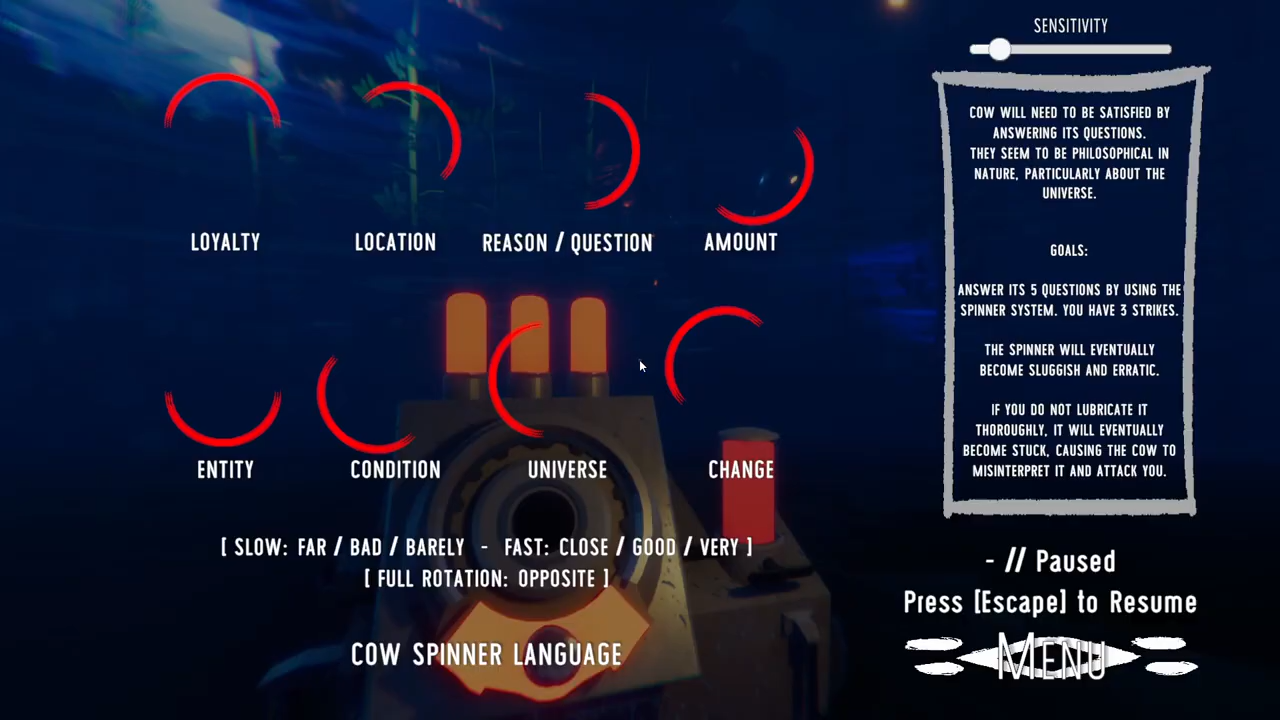 SENSITIVITY
COW WILL NEED TO BE SATISFIED BY
ANSWERING ITS QUESTIONS.
THEY SEEM TO BE PHILOSOPHICAL IN
NATURE, PARTICULARLY ABOUT THE
UNIVERSE.
GOALS:
ANSWER ITS 5 QUESTIONS BY USING THE
SPINNER SYSTEM. YOU HAVE 3 STRIKES.
THE SPINNER WILL EVENTUALLY
BECOME SLUGGISH AND ERRATIC.
IF YOU DO NOT LUBRICATE IT
THOROUGHLY, IT WILL EVENTUALLY
BECOME STUCK, CAUSING THE COW TO
MISINTERPRET IT AND ATTACK YOU.
LOYALTY
LOCATION
REASON / QUESTION
AMOUNT
ENTITY
CONDITION
UNIVERSE
CHANGE
[ SLOW: FAR / BAD / BARELY - FAST: CLOSE / GOOD / VERY ]
[ FULL ROTATION: OPPOSITE ]
COW SPINNER LANGUAGE
- // Paused
Press [Escape] to Resume
MENU